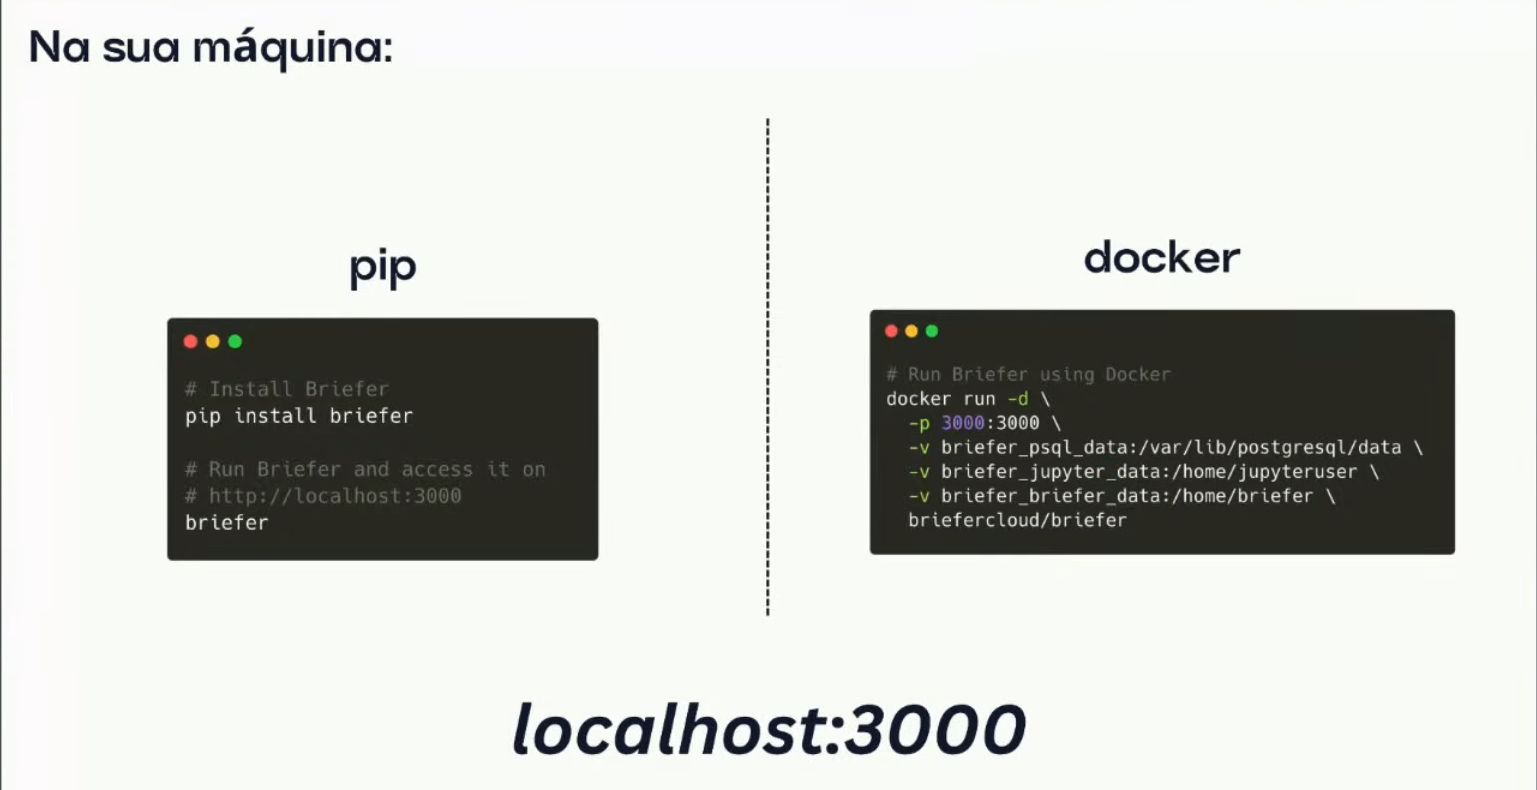 Na sua máquina:
pip
# Install Briefer
pip install briefer
# Run Briefer and access it on
# http://localhost:3000
briefer
docker
# Run Briefer using Docker
docker run -d \
-p 3000:3000 \
-v briefer_psql_data:/var/lib/postgresql/data \
-v briefer_jupyter_data:/home/jupyteruser \
-v briefer_briefer_data:/home/briefer \
briefercloud/briefer
localhost:3000